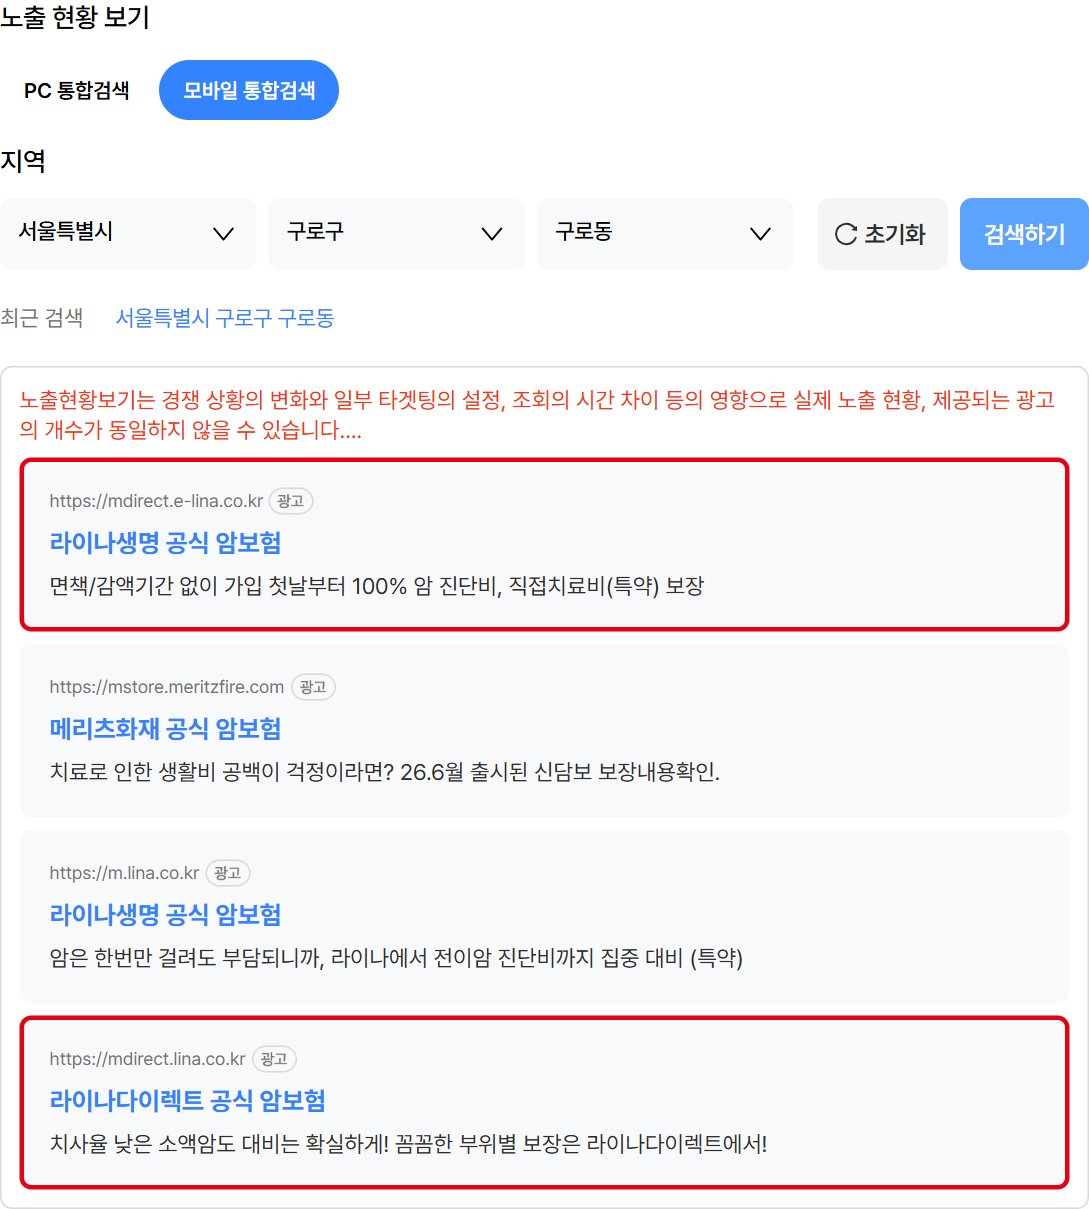 노출 현황 보기
PC 통합검색 모바일 통합검색
지역
서울특별시 구로구 구로동 초기화 검색하기
최근 검색 서울특별시 구로구 구로동
노출현황보기는 경쟁 상황의 변화와 일부 타겟팅의 설정, 조회의 시간 차이 등의 영향으로 실제 노출 현황, 제공되는 광고
의 개수가 동일하지 않을 수 있습니다....
https://mdirect.e-lina.co.kr 광고
라이나생명 공식 암보험
면책/감액기간 없이 가입 첫날부터 100% 암 진단비, 직접치료비(특약) 보장
https://mstore.meritzfire.com 광고
메리츠화재 공식 암보험
치료로 인한 생활비 공백이 걱정이라면? 26.6월 출시된 신담보 보장내용확인.
https://m.lina.co.kr 광고
라이나생명 공식 암보험
암은 한번만 걸려도 부담되니까, 라이나에서 전이암 진단비까지 집중 대비 (특약)
https://mdirect.lina.co.kr 광고
라이나다이렉트 공식 암보험
치사율 낮은 소액암도 대비는 확실하게! 꼼꼼한 부위별 보장은 라이나다이렉트에서!